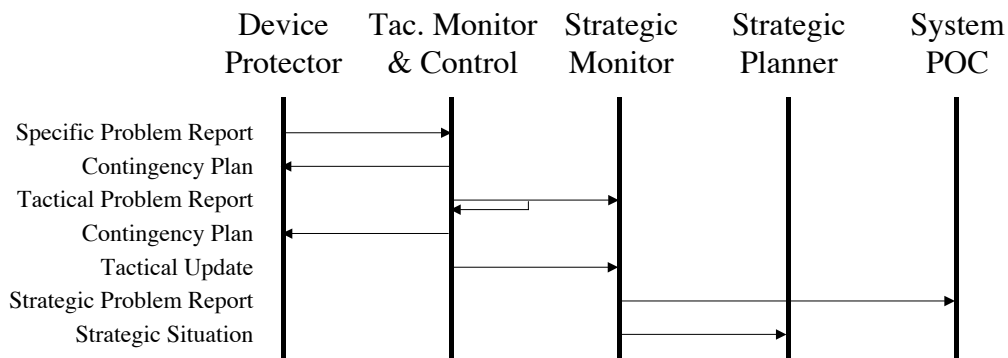 Device Tac. Monitor Strategic Strategic System
Protector & Control Monitor Planner POC
Specific Problem Report
Contingency Plan
Tactical Problem Report
Contingency Plan
Tactical Update
Strategic Problem Report
Strategic Situation